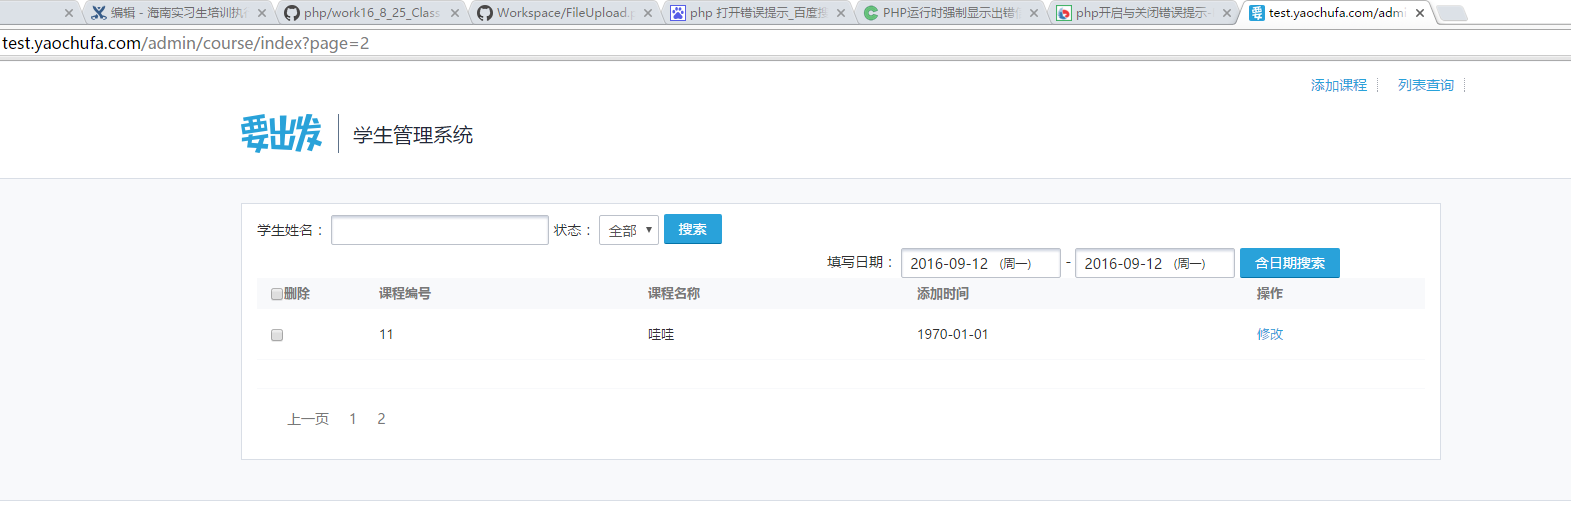 编辑 - 海南实习生培训执行
php/work16_8_25_Class
Workspace/FileUpload.p
php 打开错误提示_百度搜
PHP运行时强制显示出错信
php开启与关闭错误提示 -
test.yaochufa.com/admi
test.yaochufa.com/admin/course/index?page=2
添加课程 列表查询
要出发 学生管理系统
学生姓名： 状态： 全部 搜索
填写日期： 2016-09-12 (周一) - 2016-09-12 (周一) 含日期搜索
删除 课程编号 课程名称 添加时间 操作
11 哇哇 1970-01-01 修改
上一页 1 2